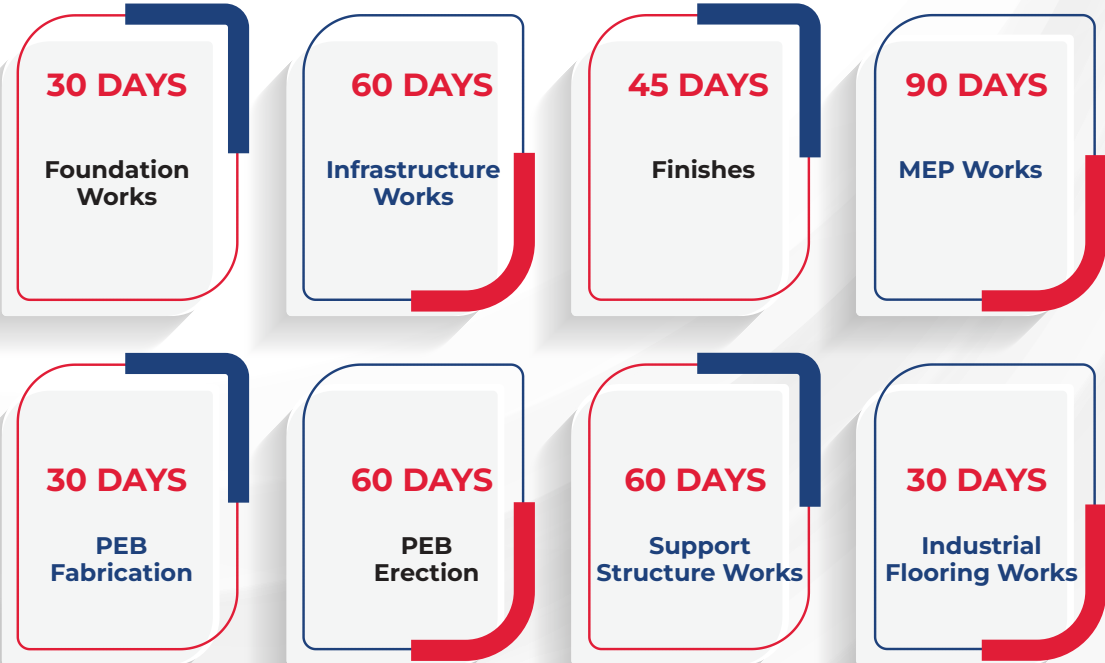 30 DAYS
Foundation
Works
60 DAYS
Infrastructure
Works
45 DAYS
Finishes
90 DAYS
MEP Works
30 DAYS
PEB
Fabrication
60 DAYS
PEB
Erection
60 DAYS
Support
Structure Works
30 DAYS
Industrial
Flooring Works